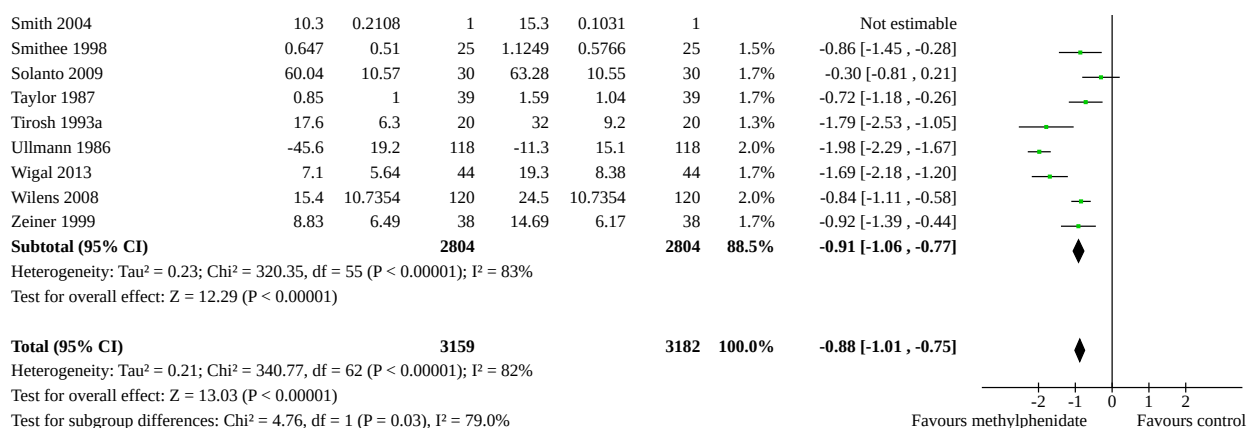 Smith 2004 10.3 0.2108 1 15.3 0.1031 1 Not estimable
Smithee 1998 0.647 0.51 25 1.1249 0.5766 25 1.5% -0.86 [-1.45 , -0.28]
Solanto 2009 60.04 10.57 30 63.28 10.55 30 1.7% -0.30 [-0.81 , 0.21]
Taylor 1987 0.85 1 39 1.59 1.04 39 1.7% -0.72 [-1.18 , -0.26]
Tirosh 1993a 17.6 6.3 20 32 9.2 20 1.3% -1.79 [-2.53 , -1.05]
Ullmann 1986 -45.6 19.2 118 -11.3 15.1 118 2.0% -1.98 [-2.29 , -1.67]
Wigal 2013 7.1 5.64 44 19.3 8.38 44 1.7% -1.69 [-2.18 , -1.20]
Wilens 2008 15.4 10.7354 120 24.5 10.7354 120 2.0% -0.84 [-1.11 , -0.58]
Zeiner 1999 8.83 6.49 38 14.69 6.17 38 1.7% -0.92 [-1.39 , -0.44]
Subtotal (95% CI) 2804 2804 88.5% -0.91 [-1.06 , -0.77]
Heterogeneity: Tau² = 0.23; Chi² = 320.35, df = 55 (P < 0.00001); I² = 83%
Test for overall effect: Z = 12.29 (P < 0.00001)
Total (95% CI) 3159 3182 100.0% -0.88 [-1.01 , -0.75]
Heterogeneity: Tau² = 0.21; Chi² = 340.77, df = 62 (P < 0.00001); I² = 82%
Test for overall effect: Z = 13.03 (P < 0.00001)
-2 -1 0 1 2
Test for subgroup differences: Chi² = 4.76, df = 1 (P = 0.03), I² = 79.0% Favours methylphenidate Favours control